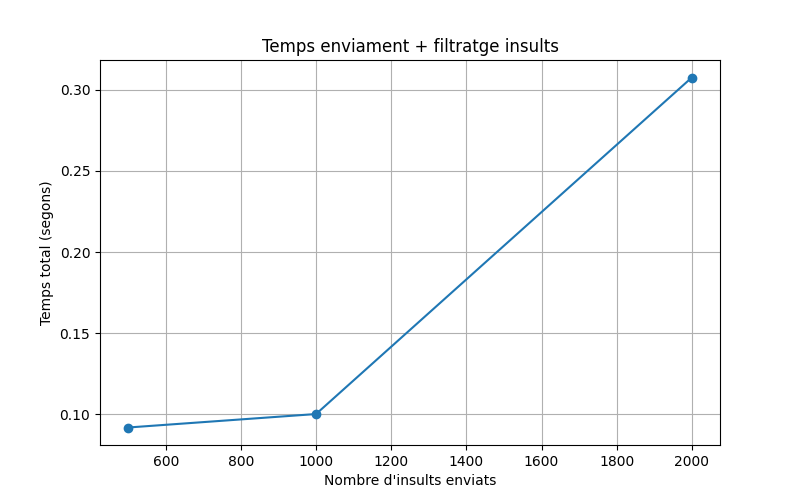 Temps enviament + filtratge insults
Temps total (segons)
0.30
0.25
0.20
0.15
0.10
600 800 1000 1200 1400 1600 1800 2000
Nombre d'insults enviats